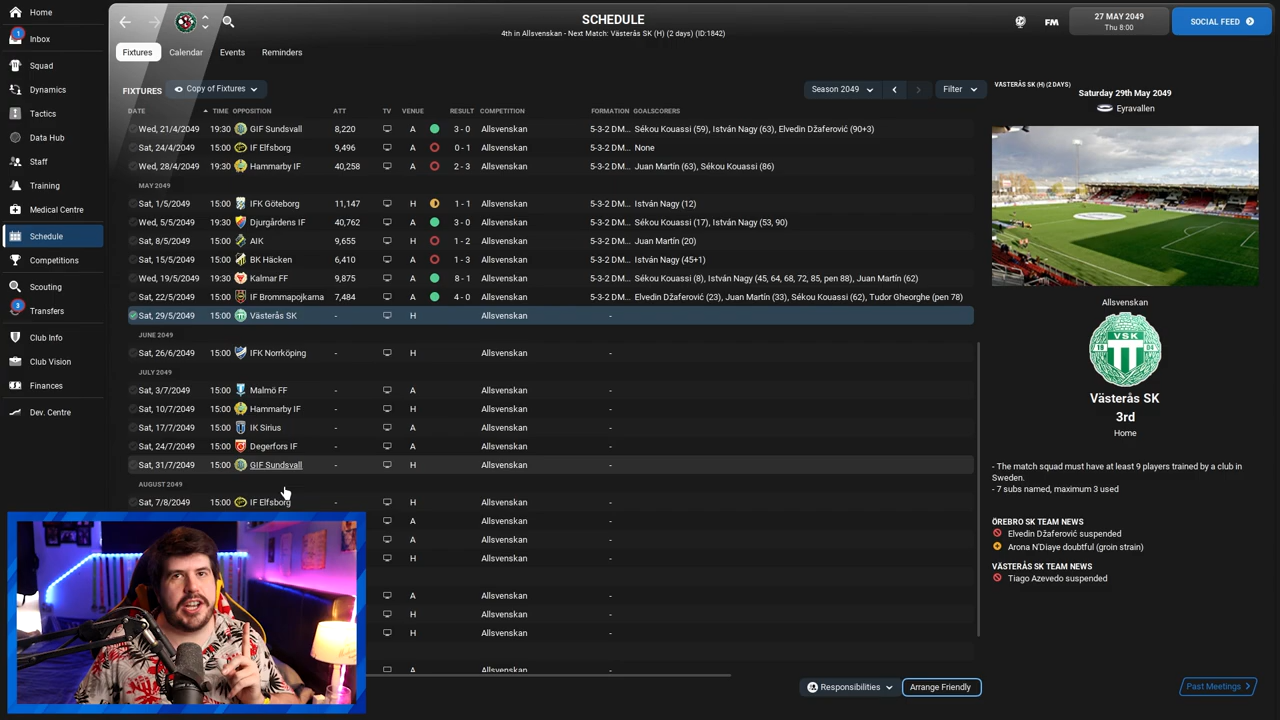 Home
1
Inbox
Squad
Dynamics
Tactics
Data Hub
Staff
Training
Medical Centre
Schedule
Competitions
Scouting
3
Transfers
Club Info
Club Vision
Finances
Dev. Centre
SCHEDULE
4th in Allsvenskan - Next Match: Västerås SK (H) (2 days) (ID:1842)
FM
27 MAY 2049
Thu 8:00
SOCIAL FEED
Fixtures Calendar Events Reminders
FIXTURES Copy of Fixtures Season 2049 Filter
DATE TIME OPPOSITION ATT TV VENUE RESULT COMPETITION FORMATION GOALSCORERS
Wed, 21/4/2049 19:30 GIF Sundsvall 8,220 A 3 - 0 Allsvenskan 5-3-2 DM... Sékou Kouassi (59), István Nagy (63), Elvedin Džaferović (90+3)
Sat, 24/4/2049 15:00 IF Elfsborg 9,496 A 0 - 1 Allsvenskan 5-3-2 DM... None
Wed, 28/4/2049 19:30 Hammarby IF 40,258 A 2 - 3 Allsvenskan 5-3-2 DM... Juan Martín (63), Sékou Kouassi (86)
MAY 2049
Sat, 1/5/2049 15:00 IFK Göteborg 11,147 H 1 - 1 Allsvenskan 5-3-2 DM... István Nagy (12)
Wed, 5/5/2049 19:30 Djurgårdens IF 40,762 A 3 - 0 Allsvenskan 5-3-2 DM... Sékou Kouassi (17), István Nagy (53, 90)
Sat, 8/5/2049 15:00 AIK 9,655 H 1 - 2 Allsvenskan 5-3-2 DM... Juan Martín (20)
Sat, 15/5/2049 15:00 BK Häcken 6,410 A 1 - 3 Allsvenskan 5-3-2 DM... István Nagy (45+1)
Wed, 19/5/2049 19:30 Kalmar FF 9,875 A 8 - 1 Allsvenskan 5-3-2 DM... Sékou Kouassi (8), István Nagy (45, 64, 68, 72, 85, pen 88), Juan Martín (62)
Sat, 22/5/2049 15:00 IF Brommapojkarna 7,484 A 4 - 0 Allsvenskan 5-3-2 DM... Elvedin Džaferović (23), Juan Martín (33), Sékou Kouassi (62), Tudor Gheorghe (pen 78)
Sat, 29/5/2049 15:00 Västerås SK - H Allsvenskan -
JUNE 2049
Sat, 26/6/2049 15:00 IFK Norrköping - H Allsvenskan -
JULY 2049
Sat, 3/7/2049 15:00 Malmö FF - A Allsvenskan -
Sat, 10/7/2049 15:00 Hammarby IF - H Allsvenskan -
Sat, 17/7/2049 15:00 IK Sirius - A Allsvenskan -
Sat, 24/7/2049 15:00 Degerfors IF - A Allsvenskan -
Sat, 31/7/2049 15:00 GIF Sundsvall - H Allsvenskan -
AUGUST 2049
Sat, 7/8/2049 15:00 IF Elfsborg - H Allsvenskan -
A Allsvenskan -
A Allsvenskan -
H Allsvenskan -
A Allsvenskan -
H Allsvenskan -
H Allsvenskan -
A Allsvenskan -
Responsibilities Arrange Friendly
VÄSTERÅS SK (H) (2 DAYS)
Saturday 29th May 2049
Eyravallen
Allsvenskan
VSK
18 04
Västerås SK
3rd
Home
- The match squad must have at least 9 players trained by a club in
Sweden.
- 7 subs named, maximum 3 used
ÖREBRO SK TEAM NEWS
Elvedin Džaferović suspended
Arona N'Diaye doubtful (groin strain)
VÄSTERÅS SK TEAM NEWS
Tiago Azevedo suspended
Past Meetings